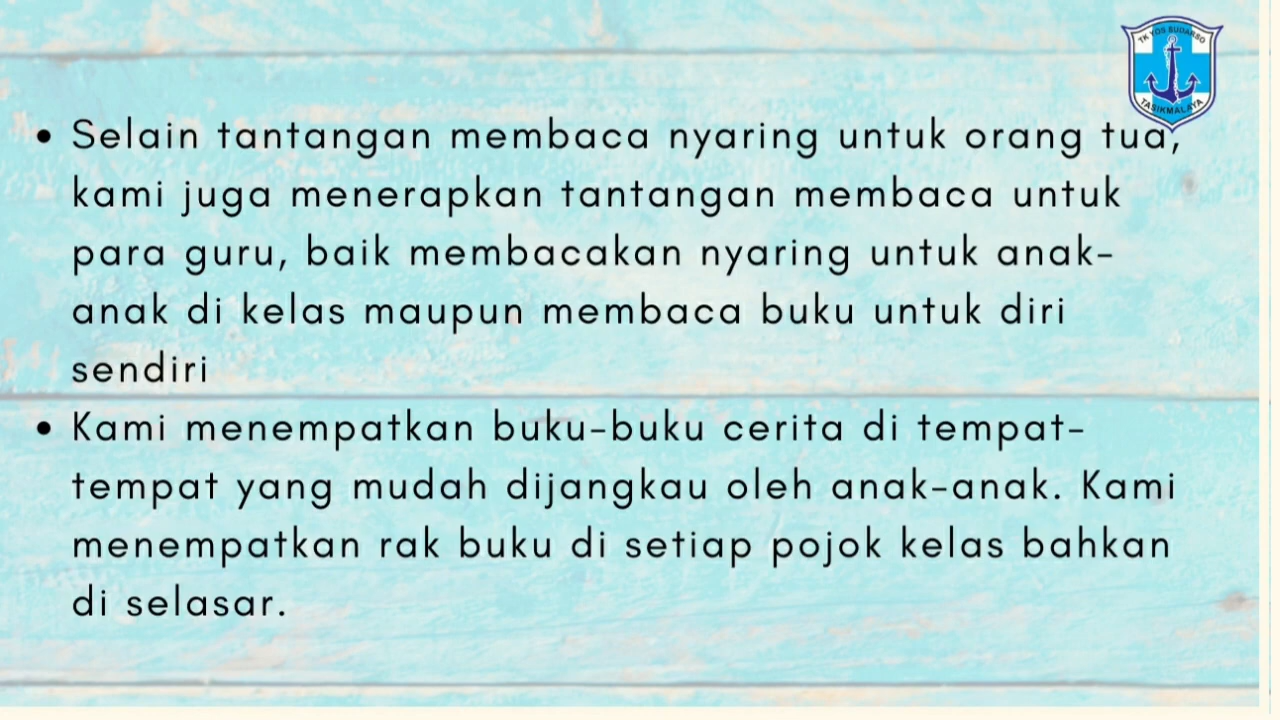 TK YOS SUDARSO
TASIKMALAYA
• Selain tantangan membaca nyaring untuk orang tua,
kami juga menerapkan tantangan membaca untuk
para guru, baik membacakan nyaring untuk anak-
anak di kelas maupun membaca buku untuk diri
sendiri
• Kami menempatkan buku-buku cerita di tempat-
tempat yang mudah dijangkau oleh anak-anak. Kami
menempatkan rak buku di setiap pojok kelas bahkan
di selasar.